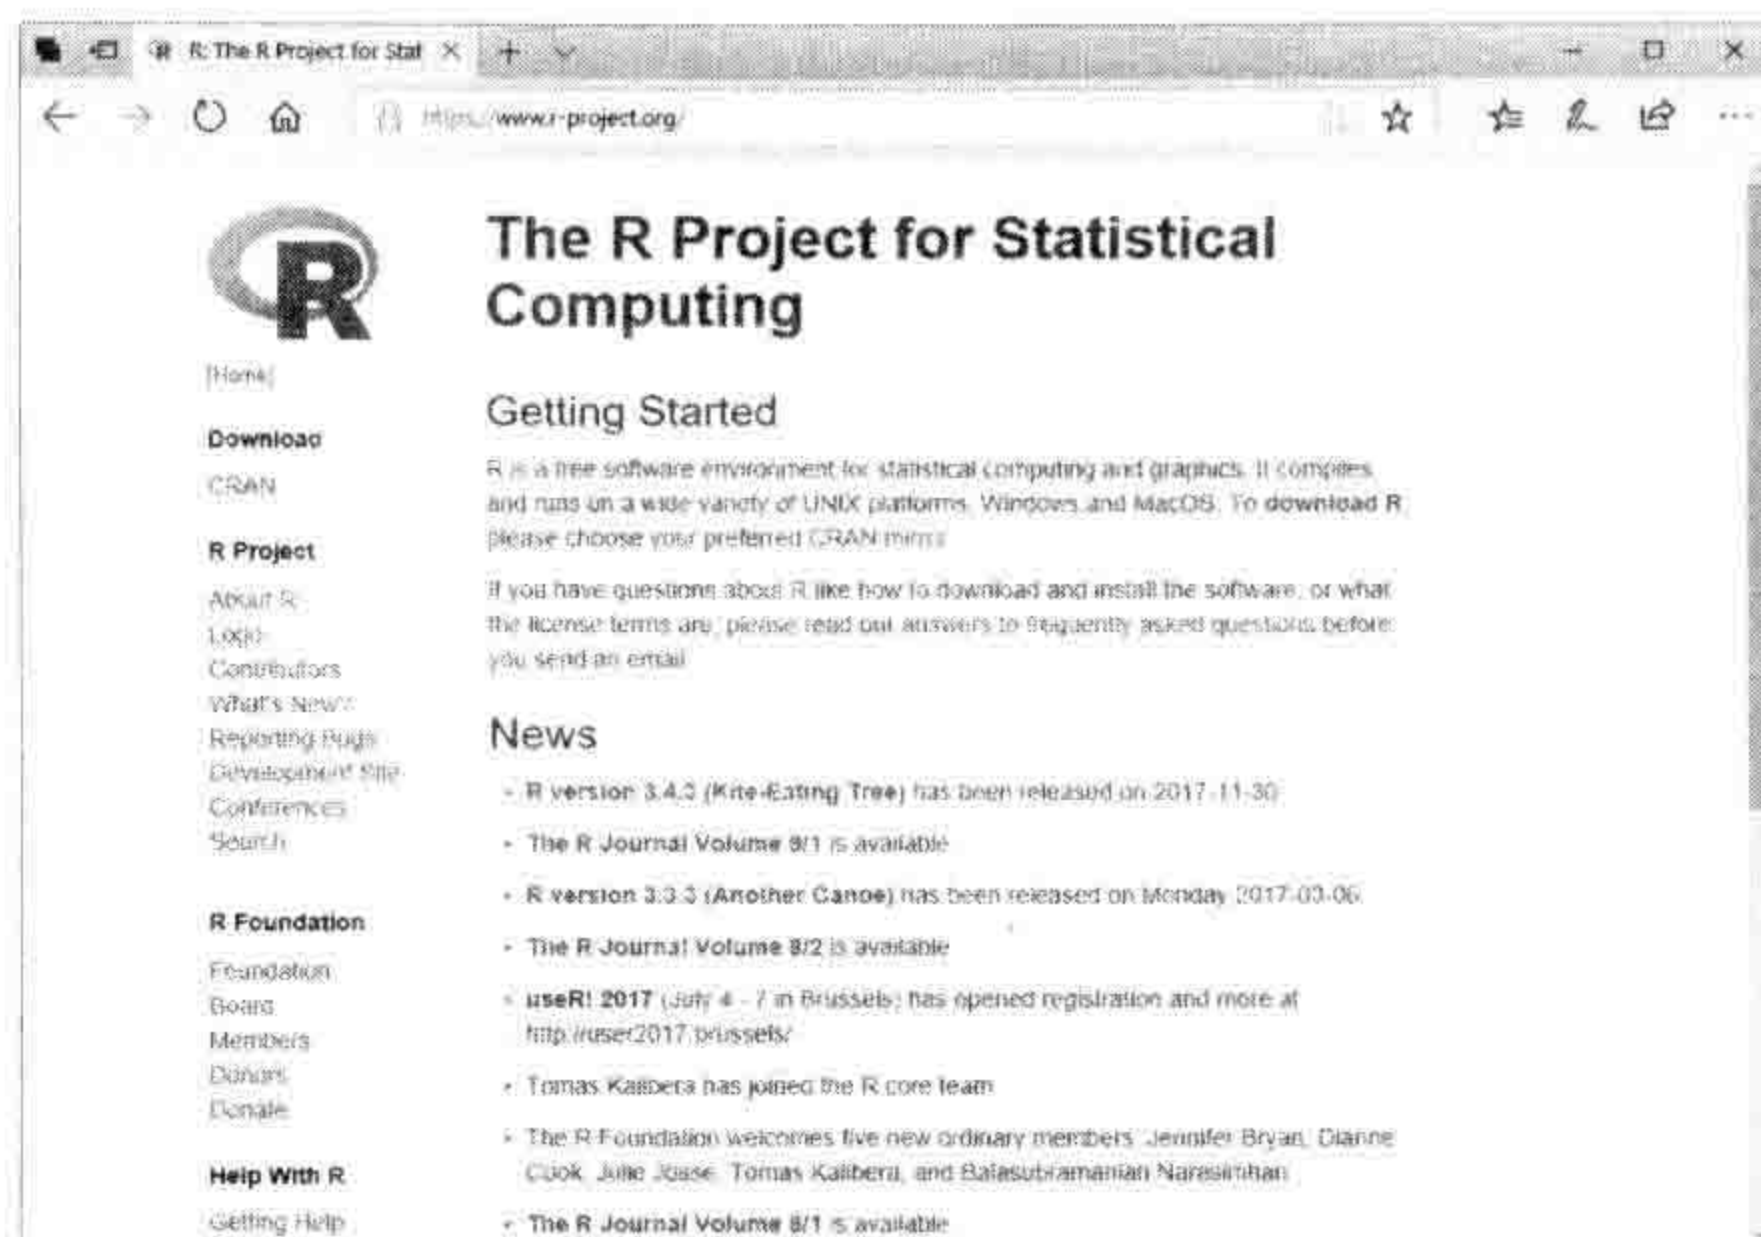 R: The R Project for Stat
https://www.r-project.org/
R
[Home]
Download
CRAN
R Project
About R
Logo
Contributors
What's New?
Reporting Bugs
Development Site
Conferences
Search
R Foundation
Foundation
Board
Members
Donors
Donate
Help With R
Getting Help
The R Project for Statistical
Computing
Getting Started
R is a free software environment for statistical computing and graphics. It compiles
and runs on a wide variety of UNIX platforms, Windows and MacOS. To download R,
please choose your preferred CRAN mirror.
If you have questions about R like how to download and install the software, or what
the license terms are, please read our answers to frequently asked questions before
you send an email.
News
R version 3.4.3 (Kite-Eating Tree) has been released on 2017-11-30.
The R Journal Volume 9/1 is available.
R version 3.3.3 (Another Canoe) has been released on Monday 2017-03-06.
The R Journal Volume 8/2 is available.
useR! 2017 (July 4 - 7 in Brussels) has opened registration and more at
http://user2017.brussels/
Tomas Kalibera has joined the R core team.
The R Foundation welcomes five new ordinary members: Jennifer Bryan, Dianne
Cook, Julie Josse, Tomas Kalibera, and Balasubramanian Narasimhan.
The R Journal Volume 8/1 is available.